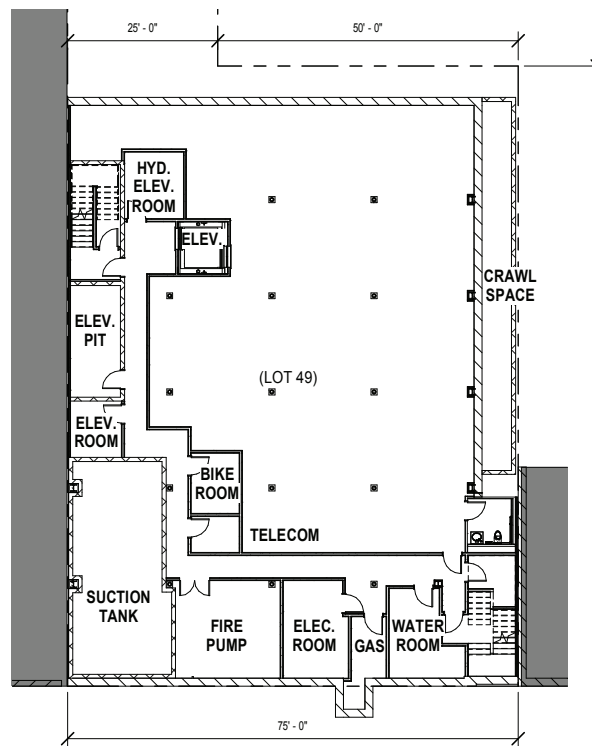 25' - 0"
50' - 0"
HYD.
ELEV.
ROOM
ELEV.
CRAWL
SPACE
ELEV.
PIT
(LOT 49)
ELEV.
ROOM
BIKE
ROOM
TELECOM
SUCTION
TANK
FIRE
PUMP
ELEC.
ROOM
GAS
WATER
ROOM
75' - 0"